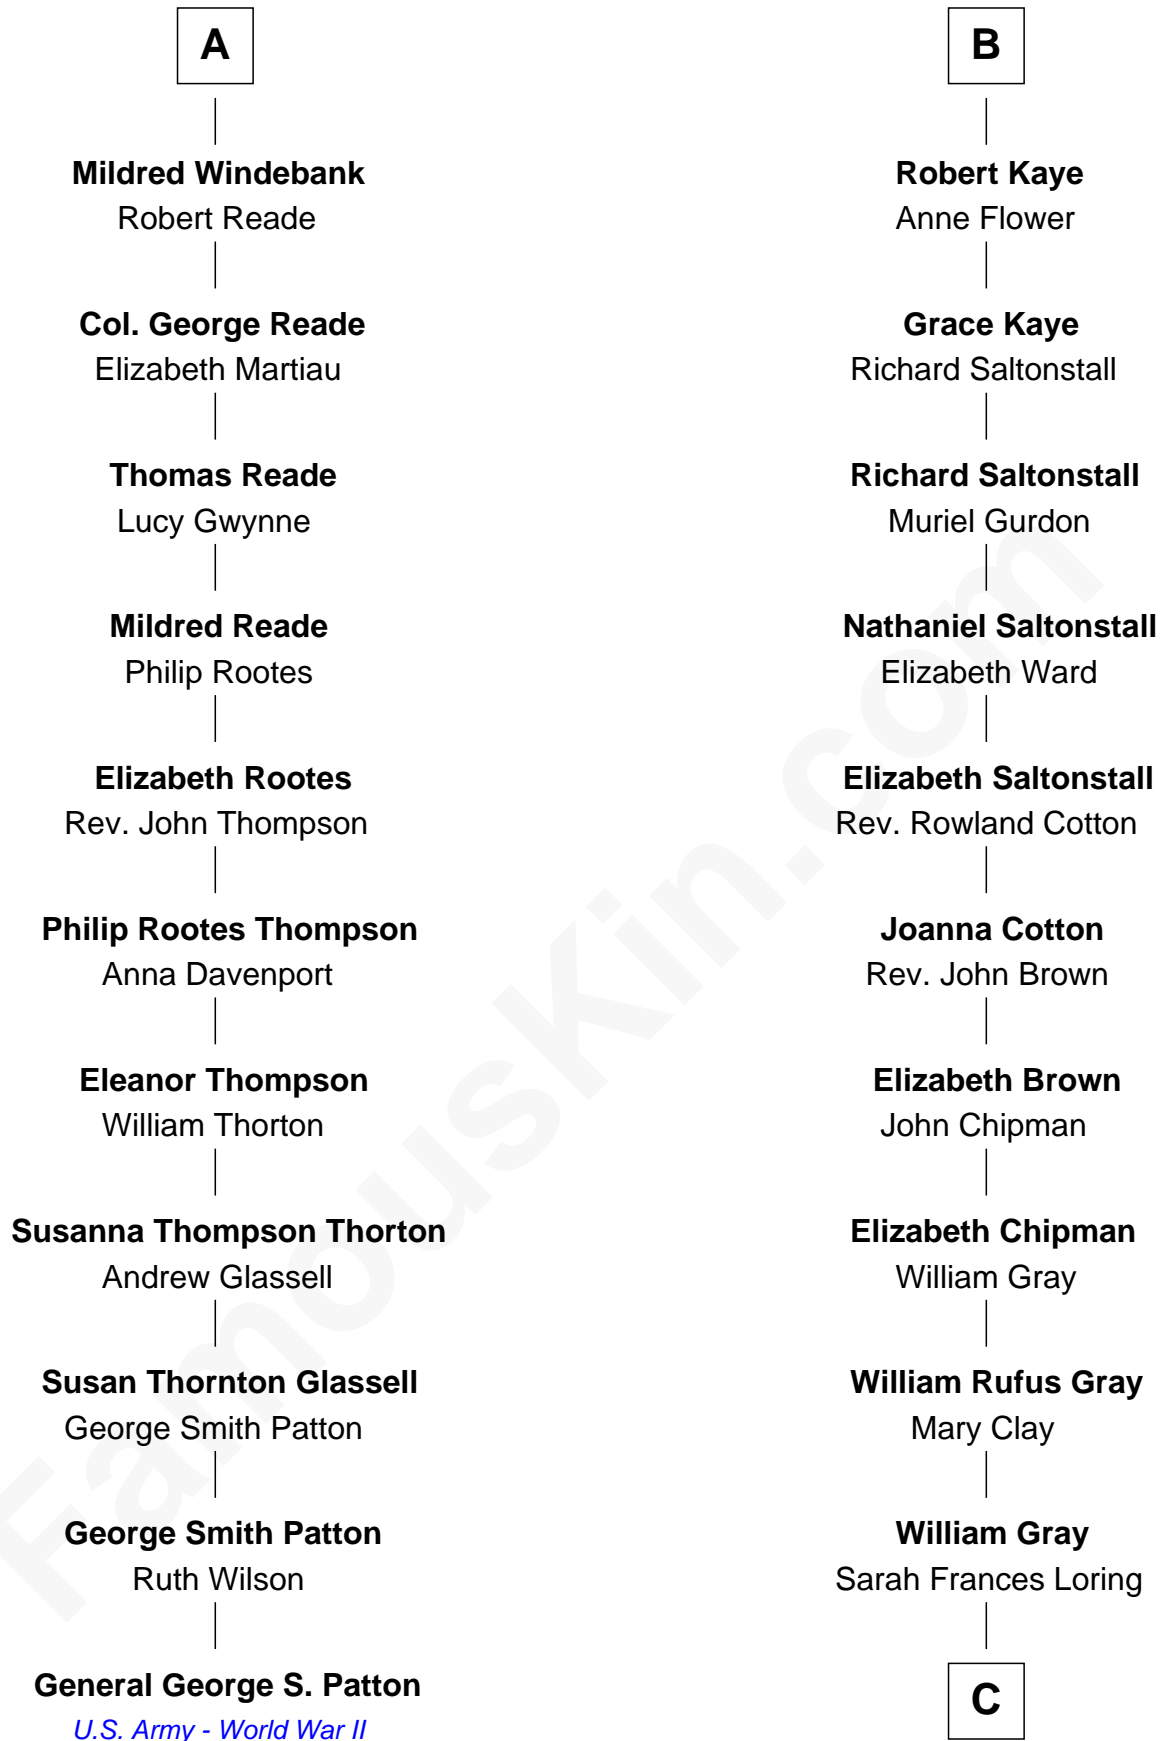 A
Mildred Windebank
Robert Reade
Col. George Reade
Elizabeth Martiau
Thomas Reade
Lucy Gwynne
Mildred Reade
Philip Rootes
Elizabeth Rootes
Rev. John Thompson
Philip Rootes Thompson
Anna Davenport
Eleanor Thompson
William Thorton
Susanna Thompson Thorton
Andrew Glassell
Susan Thornton Glassell
George Smith Patton
George Smith Patton
Ruth Wilson
General George S. Patton
U.S. Army - World War II
B
Robert Kaye
Anne Flower
Grace Kaye
Richard Saltonstall
Richard Saltonstall
Muriel Gurdon
Nathaniel Saltonstall
Elizabeth Ward
Elizabeth Saltonstall
Rev. Rowland Cotton
Joanna Cotton
Rev. John Brown
Elizabeth Brown
John Chipman
Elizabeth Chipman
William Gray
William Rufus Gray
Mary Clay
William Gray
Sarah Frances Loring
C
FamousKin.com